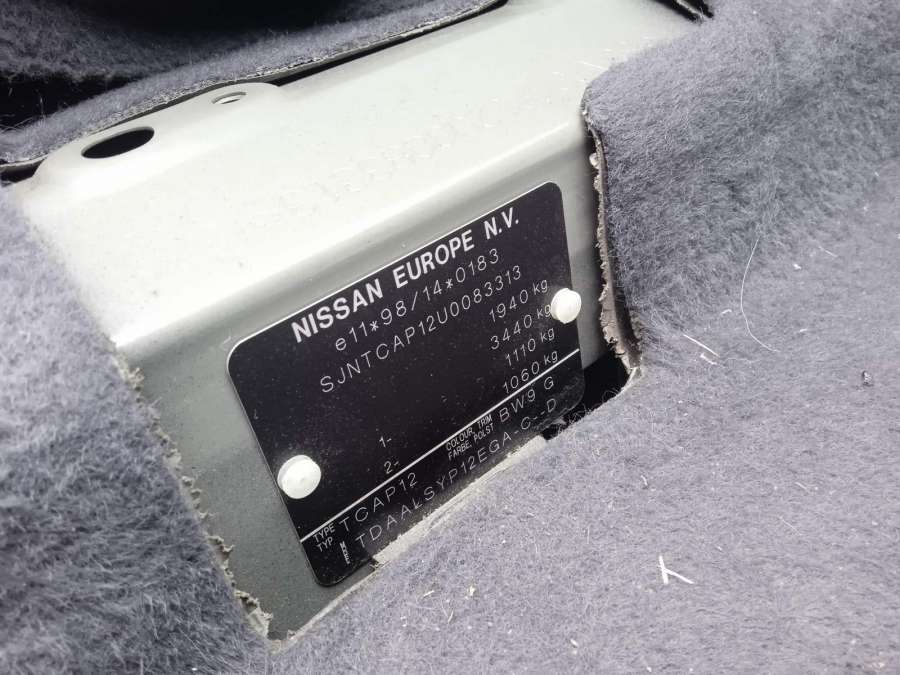 NISSAN EUROPE N.V.
e11*98/14*0183
SJNTCAP12U0083313
1940 kg
3440 kg
1- 1110 kg
2- 1060 kg
TYPE TYP TCAP12 COLOUR, TRIM FARBE, POLST BW9 G
TDAALSYP12EGA-C--D